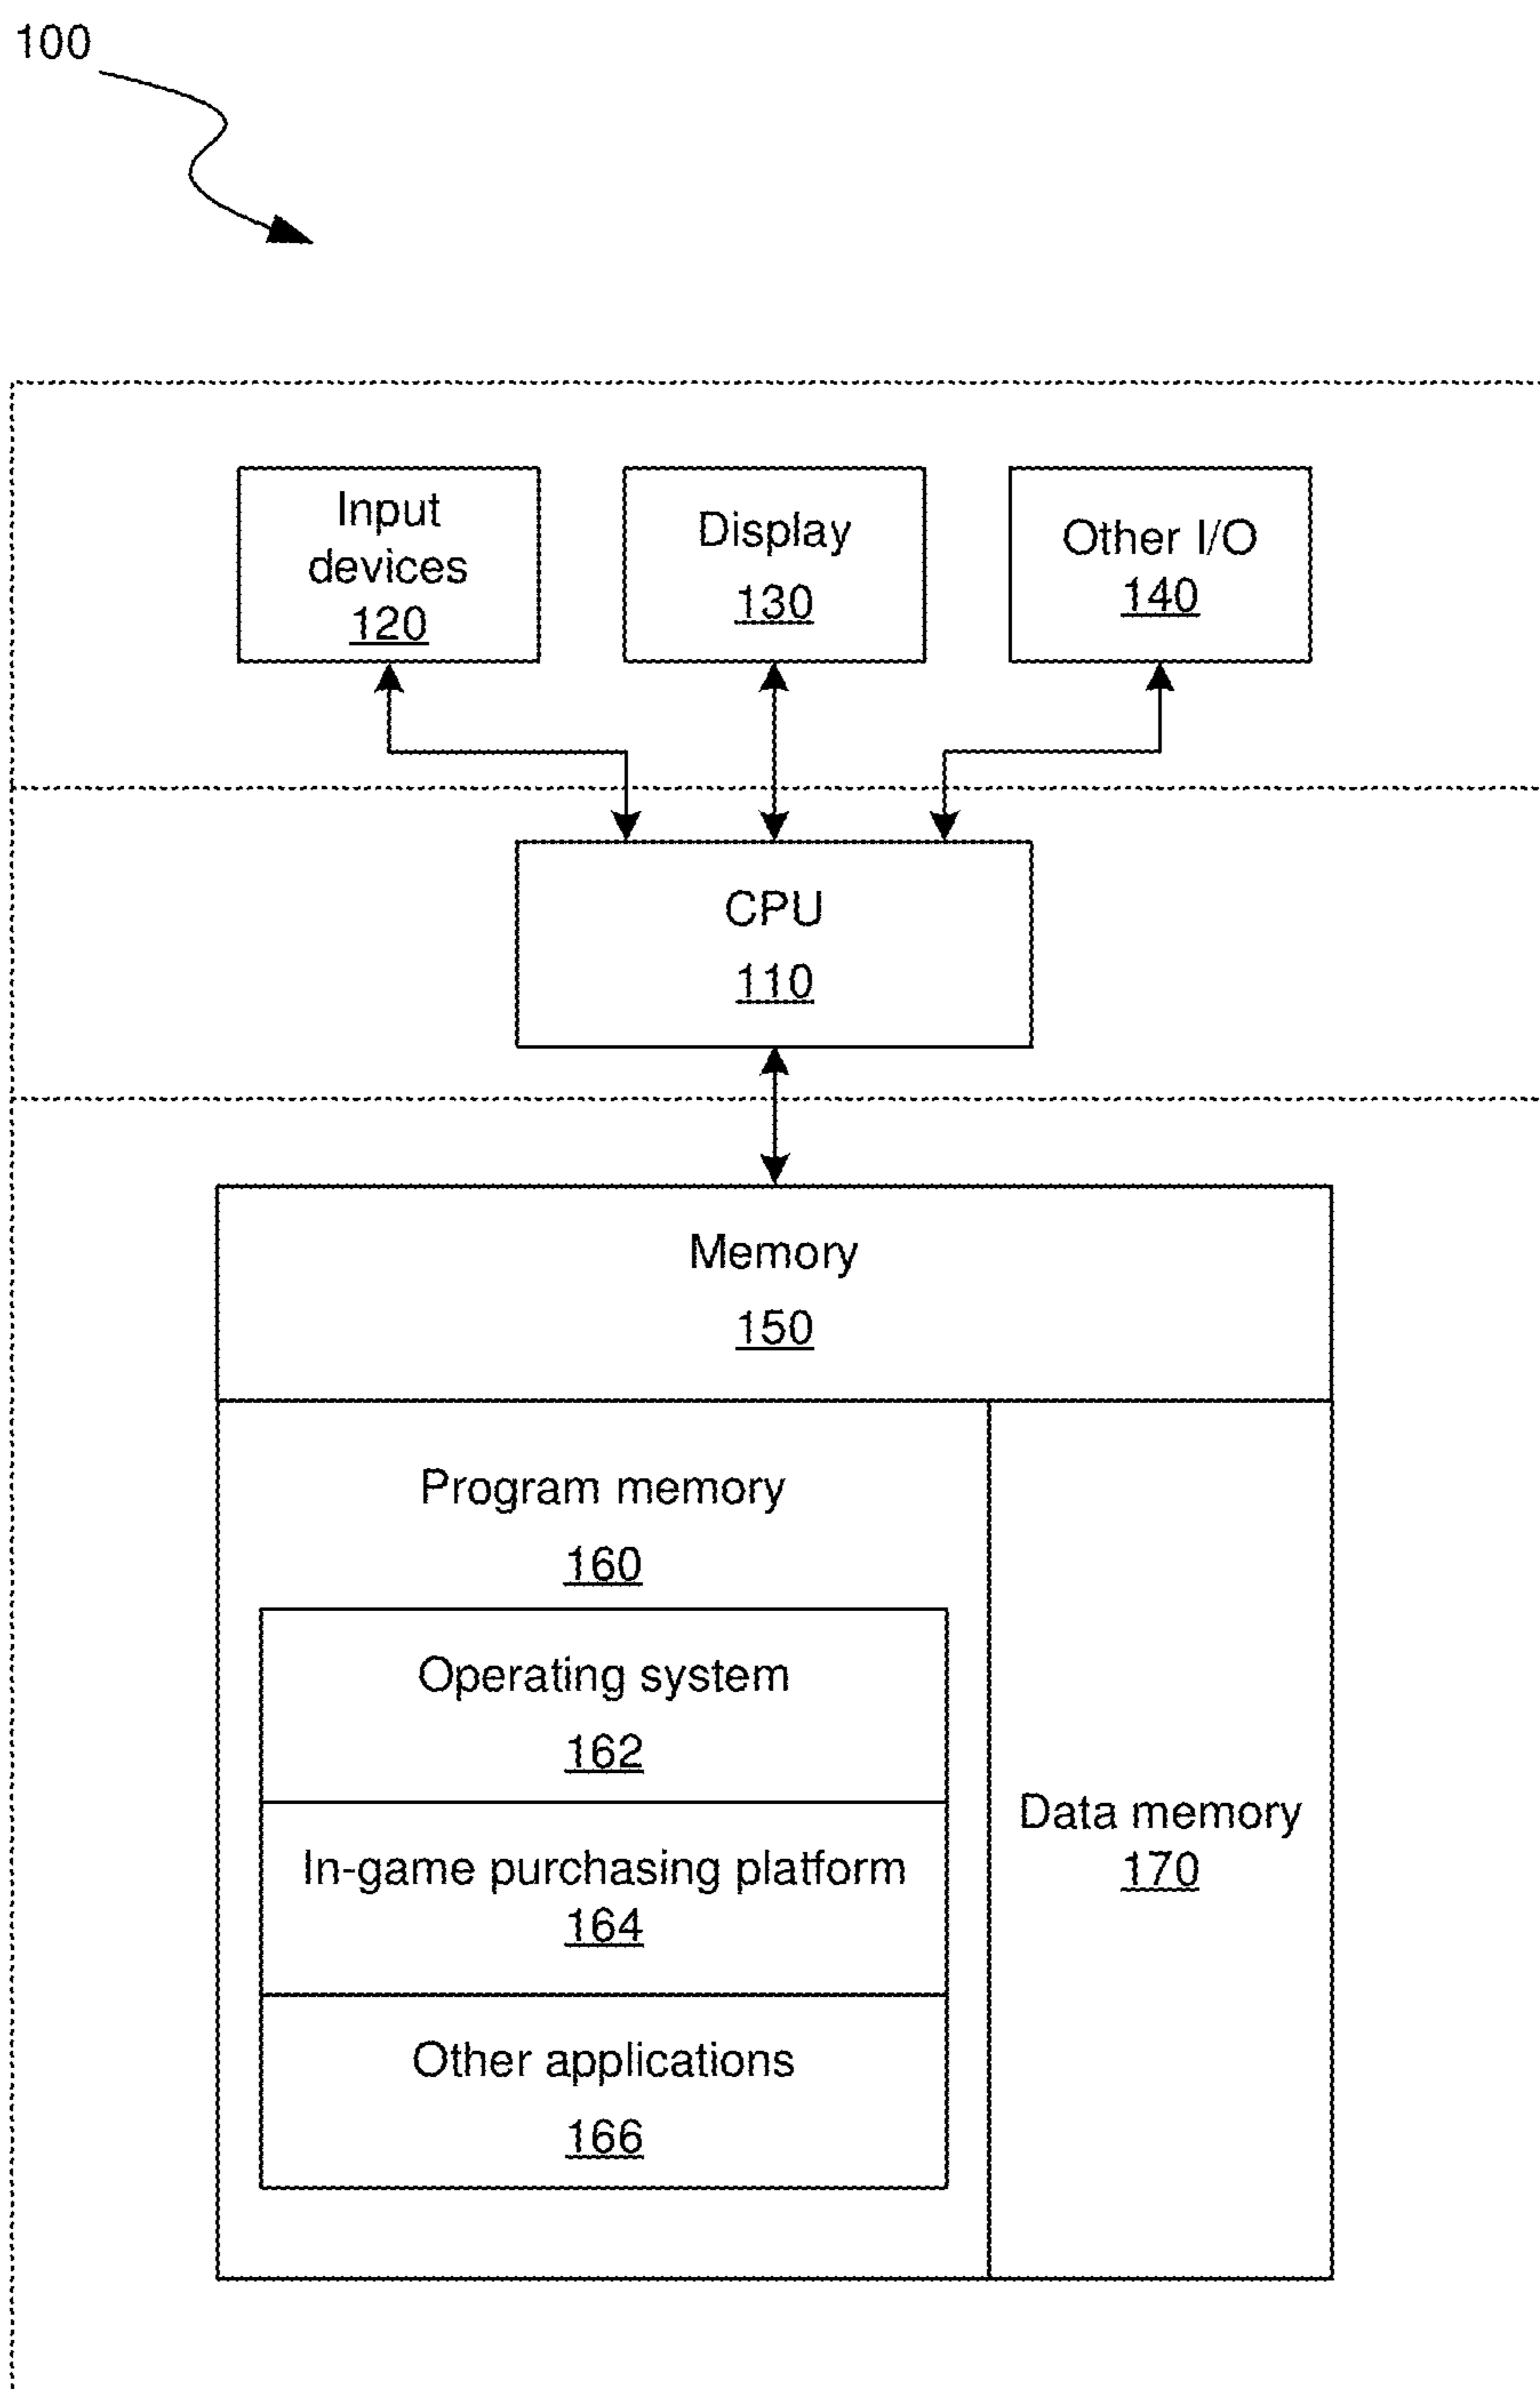 100
Input
devices
120
Display
130
Other I/O
140
CPU
110
Memory
150
Program memory
160
Operating system
162
In-game purchasing platform
164
Other applications
166
Data memory
170